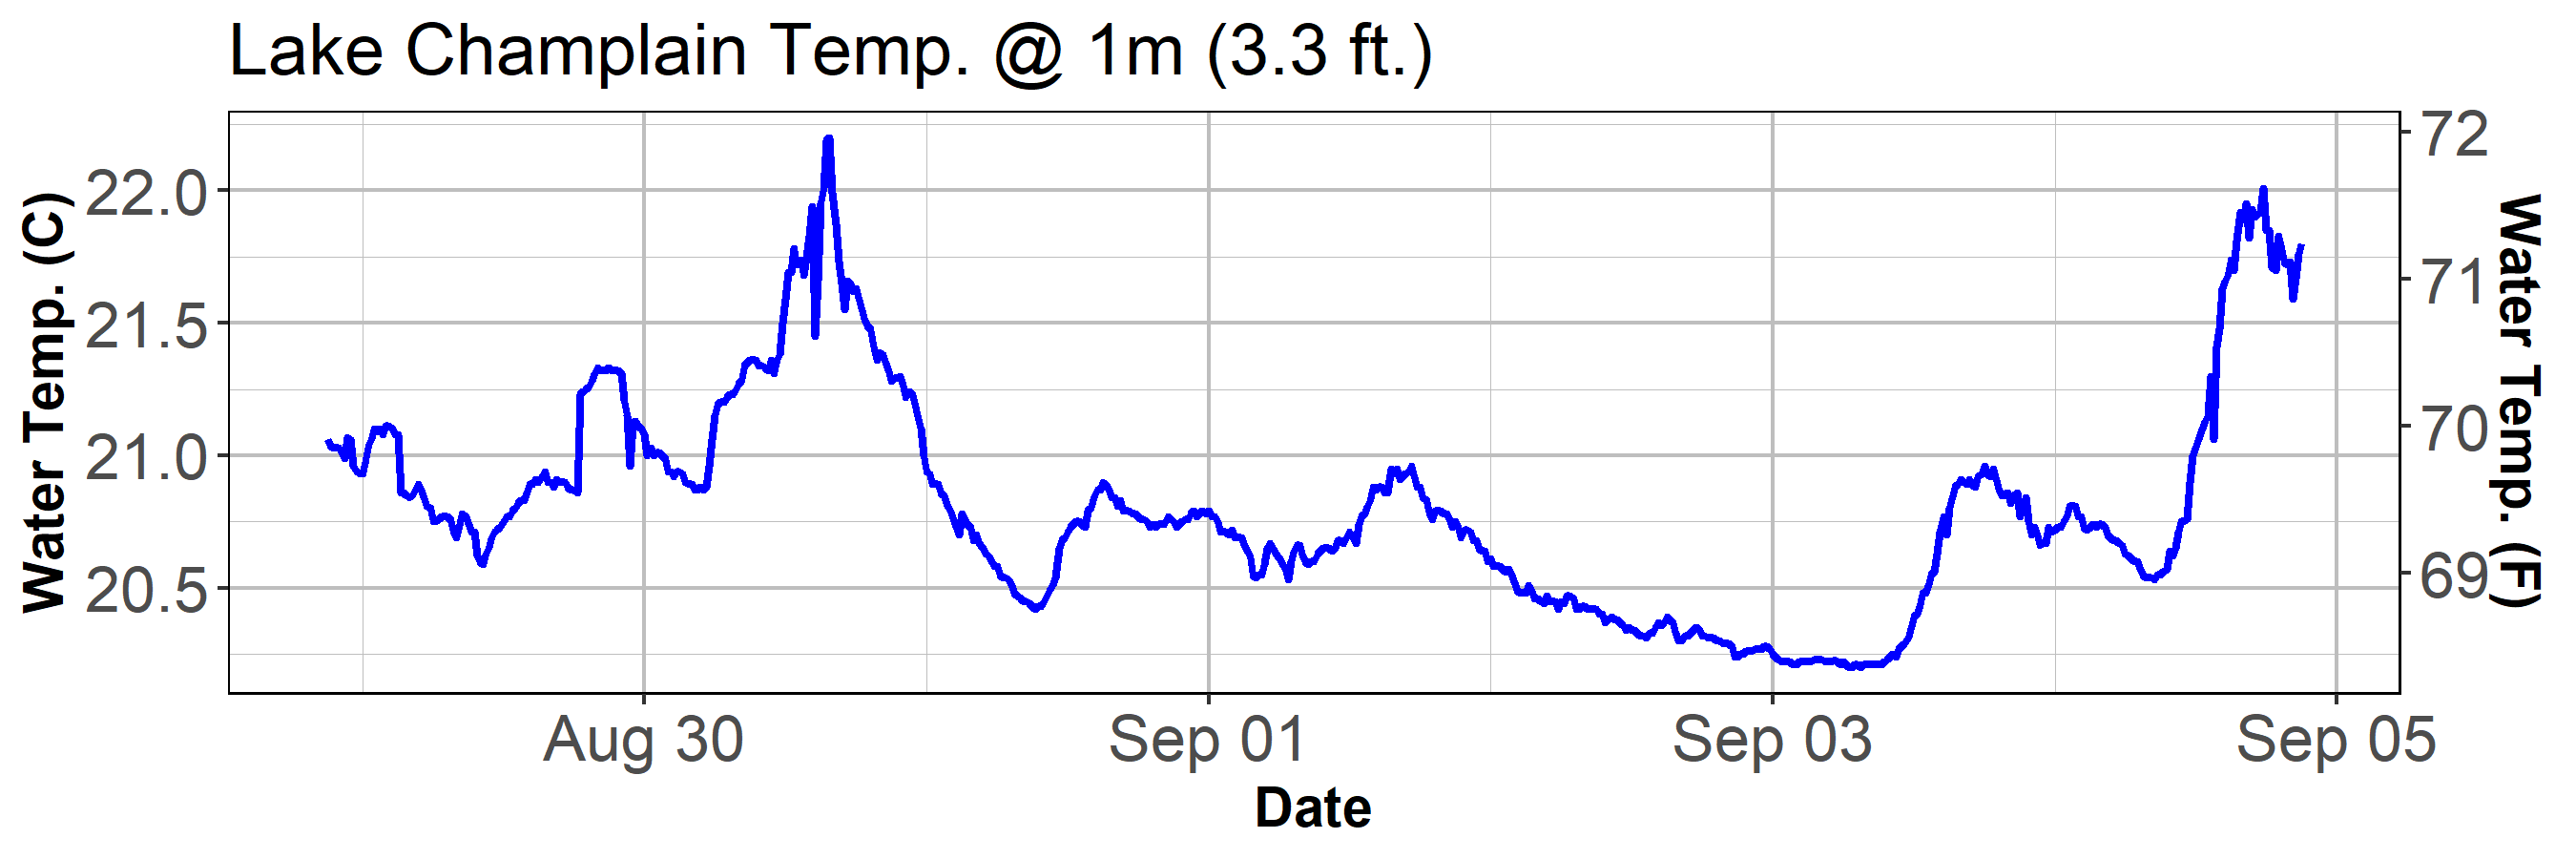 Lake Champlain Temp. @ 1m (3.3 ft.)
Water Temp. (C)
22.0
21.5
21.0
20.5
72
71
70
69
Water Temp. (F)
Aug 30
Sep 01
Sep 03
Sep 05
Date